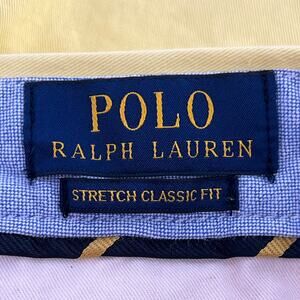 POLO
RALPH LAUREN
STRETCH CLASSIC FIT